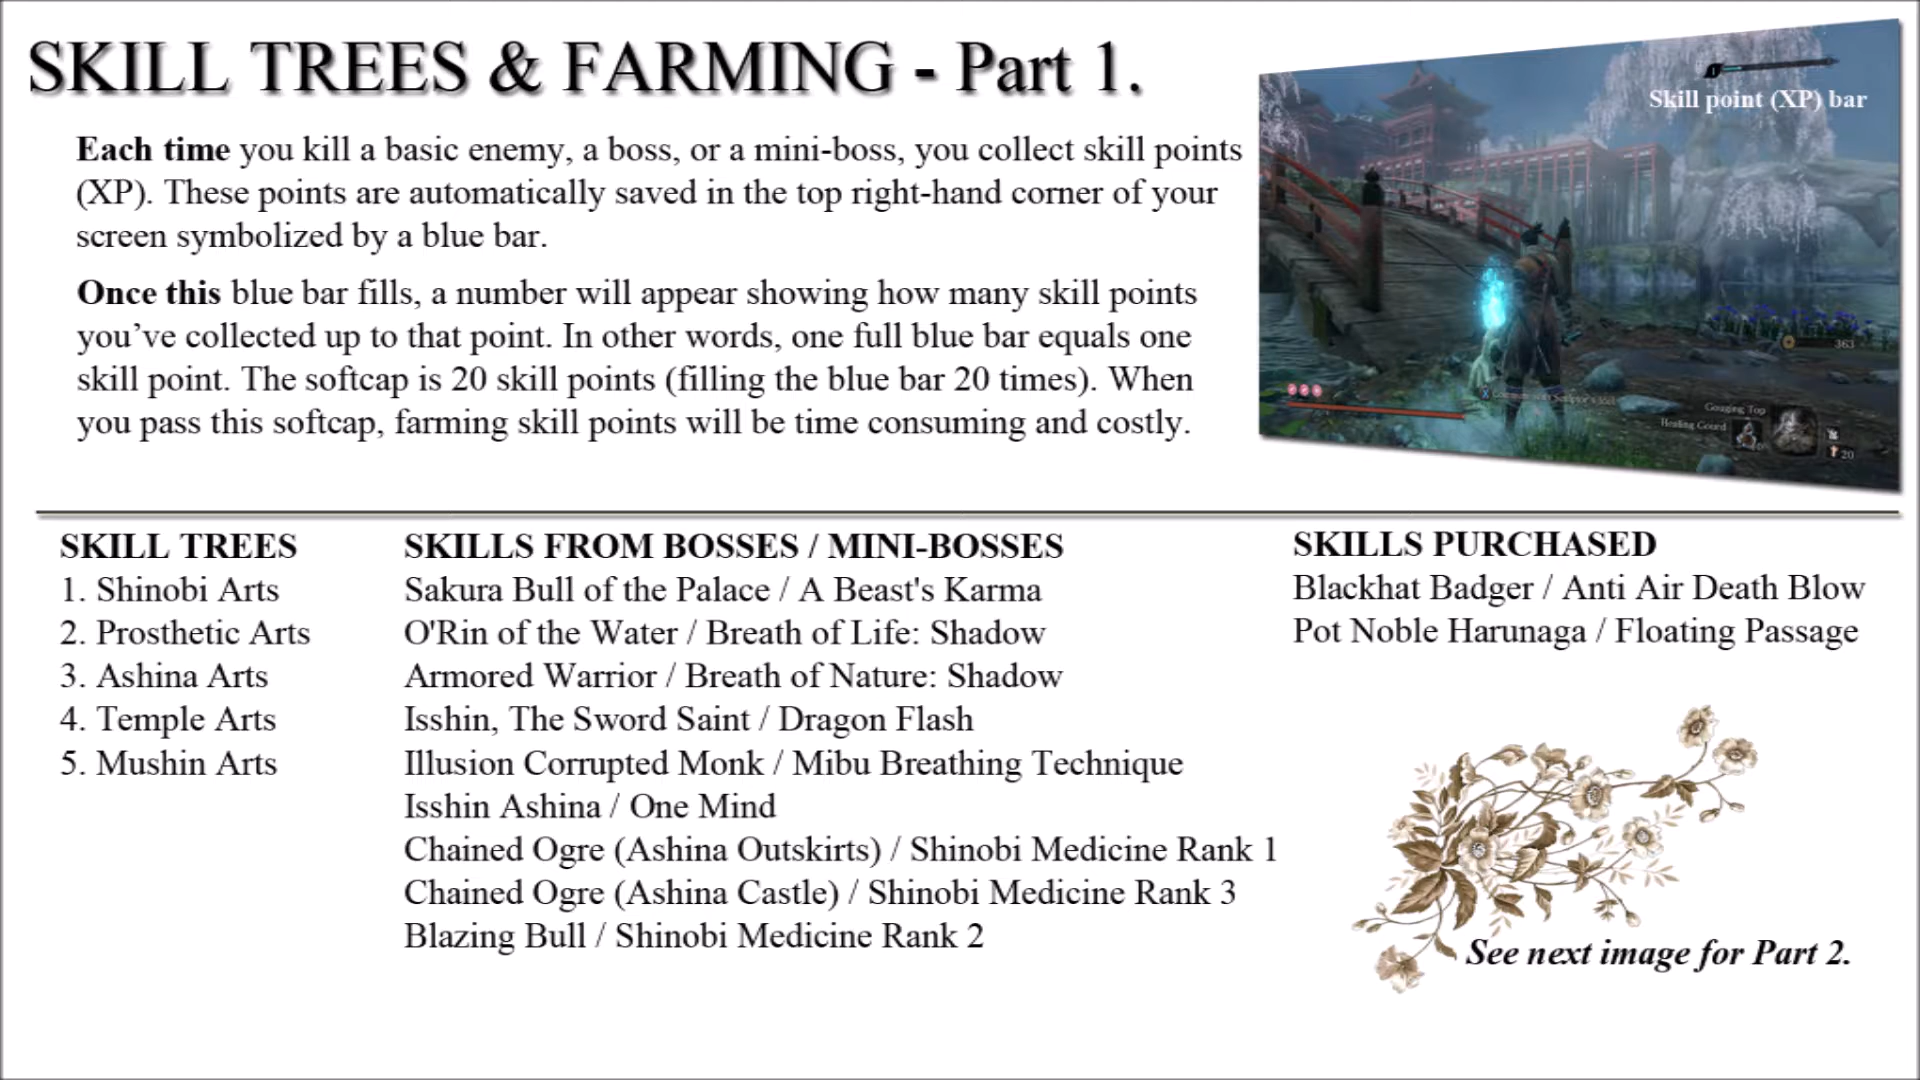 SKILL TREES & FARMING - Part 1.
Skill point (XP) bar
Each time you kill a basic enemy, a boss, or a mini-boss, you collect skill points
(XP). These points are automatically saved in the top right-hand corner of your
screen symbolized by a blue bar.
Once this blue bar fills, a number will appear showing how many skill points
you’ve collected up to that point. In other words, one full blue bar equals one
skill point. The softcap is 20 skill points (filling the blue bar 20 times). When
you pass this softcap, farming skill points will be time consuming and costly.
363
Gouging Top
Healing Gourd
20
SKILL TREES
1. Shinobi Arts
2. Prosthetic Arts
3. Ashina Arts
4. Temple Arts
5. Mushin Arts
SKILLS FROM BOSSES / MINI-BOSSES
Sakura Bull of the Palace / A Beast's Karma
O'Rin of the Water / Breath of Life: Shadow
Armored Warrior / Breath of Nature: Shadow
Isshin, The Sword Saint / Dragon Flash
Illusion Corrupted Monk / Mibu Breathing Technique
Isshin Ashina / One Mind
Chained Ogre (Ashina Outskirts) / Shinobi Medicine Rank 1
Chained Ogre (Ashina Castle) / Shinobi Medicine Rank 3
Blazing Bull / Shinobi Medicine Rank 2
SKILLS PURCHASED
Blackhat Badger / Anti Air Death Blow
Pot Noble Harunaga / Floating Passage
See next image for Part 2.